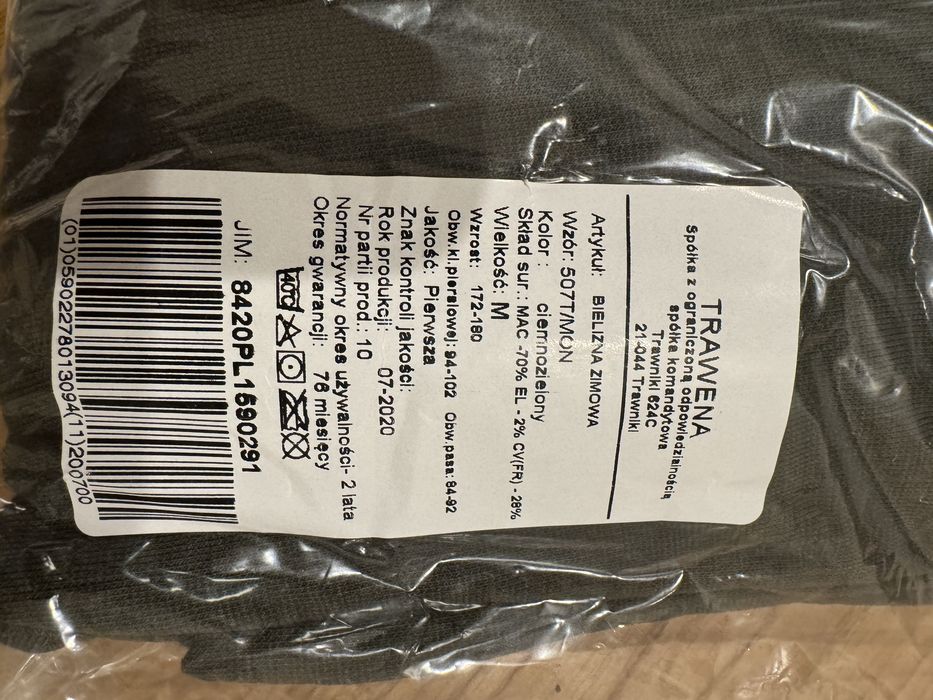 TRAWENA
Spółka z ograniczoną odpowiedzialnością
spółka komandytowa
Trawniki 624C
21-044 Trawniki
Artykuł: BIELIZNA ZIMOWA
Wzór: 507T/MON
Kolor : ciemnozielony
Skład sur.: MAC -70% EL - 2% CV(FR) - 28%
Wielkość: M
Wzrost: 172-180
Obw.kl.piersiowej: 94-102 Obw.pasa: 84-92
Jakość: Pierwsza
Znak kontroli jakości:
Rok produkcji: 07-2020
Nr partii prod.: 10
Normatywny okres używalności- 2 lata
Okres gwarancji: 76 miesięcy
40°C
JIM: 8420PL1590291
(01)05902278013094(11)200700